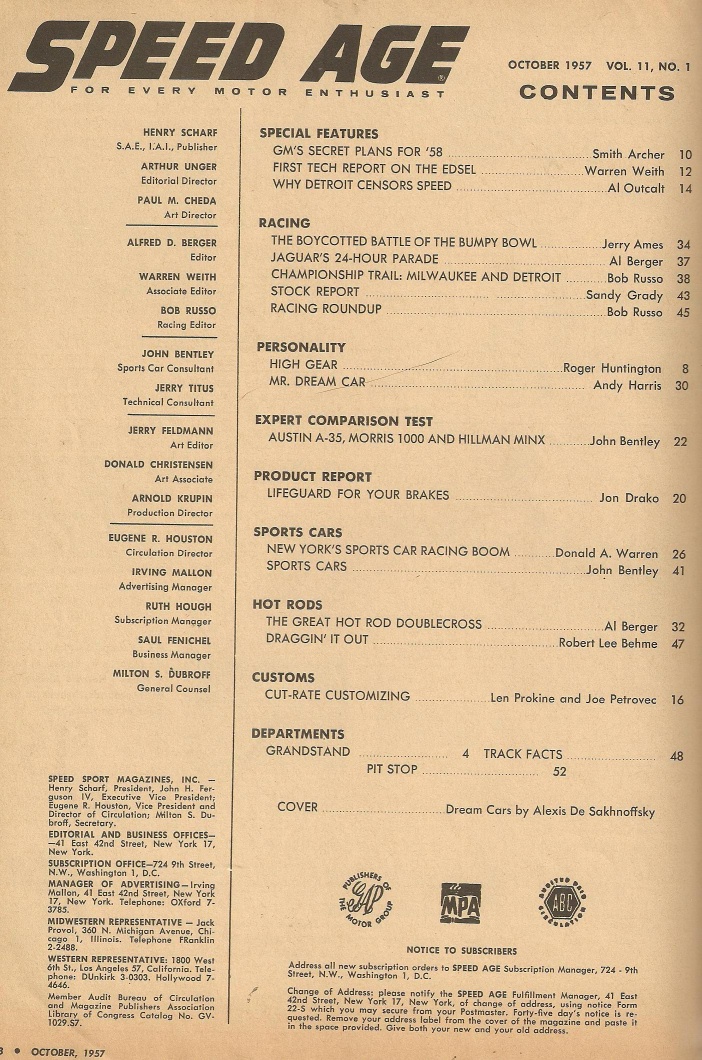 SPEED AGE®
FOR EVERY MOTOR ENTHUSIAST
OCTOBER 1957 VOL. 11, NO. 1
CONTENTS
HENRY SCHARF
S.A.E., I.A.I., Publisher
ARTHUR UNGER
Editorial Director
PAUL M. CHEDA
Art Director
ALFRED D. BERGER
Editor
WARREN WEITH
Associate Editor
BOB RUSSO
Racing Editor
JOHN BENTLEY
Sports Car Consultant
JERRY TITUS
Technical Consultant
JERRY FELDMANN
Art Editor
DONALD CHRISTENSEN
Art Associate
ARNOLD KRUPIN
Production Director
EUGENE R. HOUSTON
Circulation Director
IRVING MALLON
Advertising Manager
RUTH HOUGH
Subscription Manager
SAUL FENICHEL
Business Manager
MILTON S. DUBROFF
General Counsel
SPEED SPORT MAGAZINES, INC. —
Henry Scharf, President, John H. Fer-
guson IV, Executive Vice President;
Eugene R. Houston, Vice President and
Director of Circulation; Milton S. Du-
broff, Secretary.
EDITORIAL AND BUSINESS OFFICES—
—41 East 42nd Street, New York 17,
New York.
SUBSCRIPTION OFFICE—724 9th Street,
N.W., Washington 1, D.C.
MANAGER OF ADVERTISING—Irving
Mallon, 41 East 42nd Street, New York
17, New York. Telephone: OXford 7-
3785.
MIDWESTERN REPRESENTATIVE — Jack
Provol, 360 N. Michigan Avenue, Chi-
cago 1, Illinois. Telephone FRanklin
2-2488.
WESTERN REPRESENTATIVE: 1800 West
6th St., Los Angeles 57, California. Tele-
phone: DUnkirk 3-0303. Hollywood 7-
4646.
Member Audit Bureau of Circulation
and Magazine Publishers Association
Library of Congress Catalog No. GV-
1029.S7.
SPECIAL FEATURES
GM'S SECRET PLANS FOR '58 Smith Archer 10
FIRST TECH REPORT ON THE EDSEL Warren Weith 12
WHY DETROIT CENSORS SPEED Al Outcalt 14
RACING
THE BOYCOTTED BATTLE OF THE BUMPY BOWL Jerry Ames 34
JAGUAR'S 24-HOUR PARADE Al Berger 37
CHAMPIONSHIP TRAIL: MILWAUKEE AND DETROIT Bob Russo 38
STOCK REPORT Sandy Grady 43
RACING ROUNDUP Bob Russo 45
PERSONALITY
HIGH GEAR Roger Huntington 8
MR. DREAM CAR Andy Harris 30
EXPERT COMPARISON TEST
AUSTIN A-35, MORRIS 1000 AND HILLMAN MINX John Bentley 22
PRODUCT REPORT
LIFEGUARD FOR YOUR BRAKES Jon Drako 20
SPORTS CARS
NEW YORK'S SPORTS CAR RACING BOOM Donald A. Warren 26
SPORTS CARS John Bentley 41
HOT RODS
THE GREAT HOT ROD DOUBLECROSS Al Berger 32
DRAGGIN' IT OUT Robert Lee Behme 47
CUSTOMS
CUT-RATE CUSTOMIZING Len Prokine and Joe Petrovec 16
DEPARTMENTS
GRANDSTAND 4 TRACK FACTS 48
PIT STOP 52
COVER Dream Cars by Alexis De Sakhnoffsky
PUBLISHERS OF
GAP
THE MOTOR GROUP
MPA
AUDITED PAID
ABC
CIRCULATION
NOTICE TO SUBSCRIBERS
Address all new subscription orders to SPEED AGE Subscription Manager, 724 - 9th
Street, N.W., Washington 1, D.C.
Change of Address: please notify the SPEED AGE Fulfillment Manager, 41 East
42nd Street, New York 17, New York, of change of address, using notice Form
22-S which you may secure from your Postmaster. Forty-five day's notice is re-
quested. Remove your address label from the cover of the magazine and paste it
in the space provided. Give both your new and your old address.
• OCTOBER, 1957